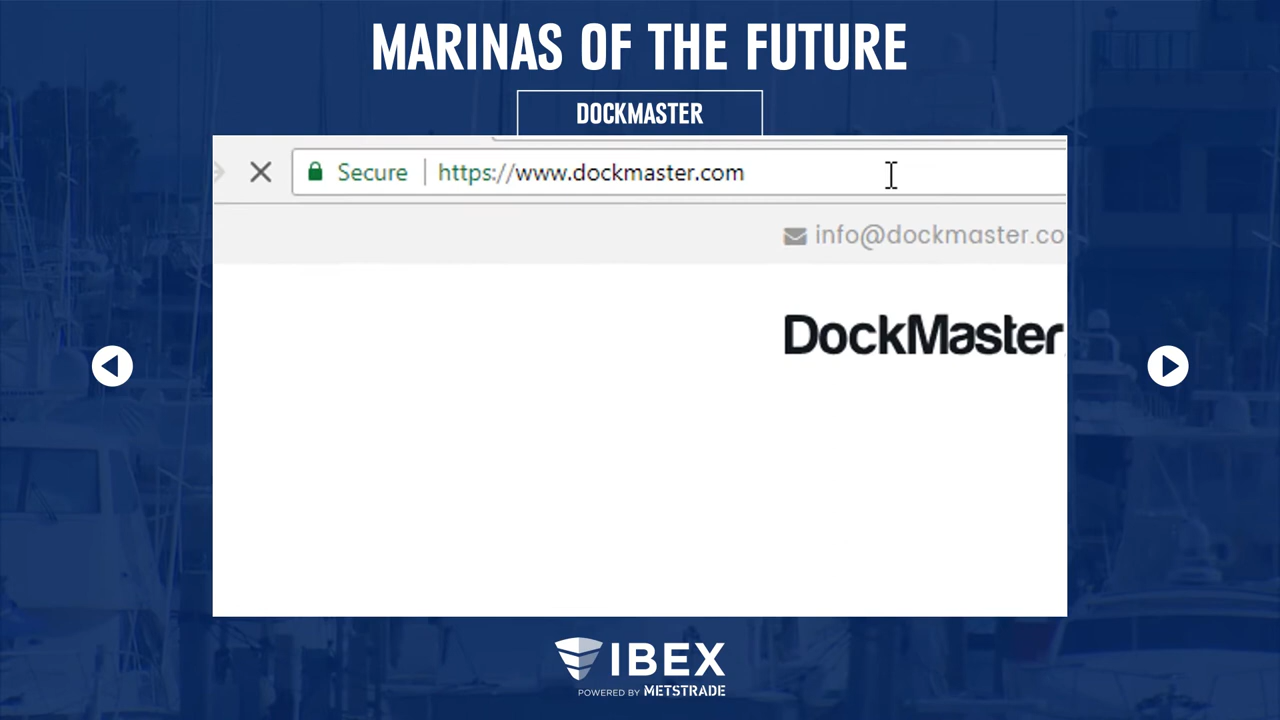 MARINAS OF THE FUTURE
DOCKMASTER
Secure | https://www.dockmaster.com
info@dockmaster.co
DockMaster
IBEX
POWERED BY METSTRADE